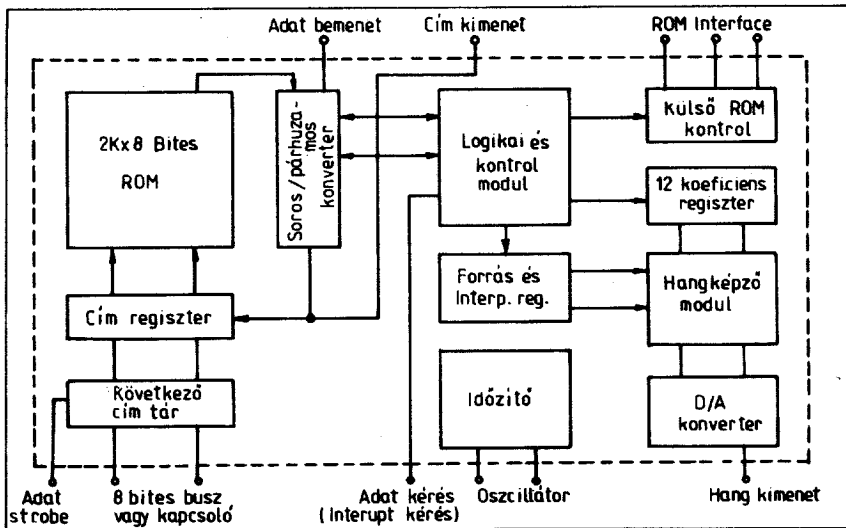 Adat bemenet
Cím kimenet
ROM Interface
2Kx8 Bites
ROM
Soros/párhuza-
mos
konverter
Logikai és
kontrol
modul
Külső ROM
kontrol
12 koeficiens
regiszter
Forrás és
Interp. reg.
Hangképző
modul
Cím regiszter
Következő
cím tár
Időzítő
D/A
konverter
Adat
strobe
8 bites busz
vagy kapcsoló
Adat kérés
(Interupt kérés)
Oszcillátor
Hang kimenet